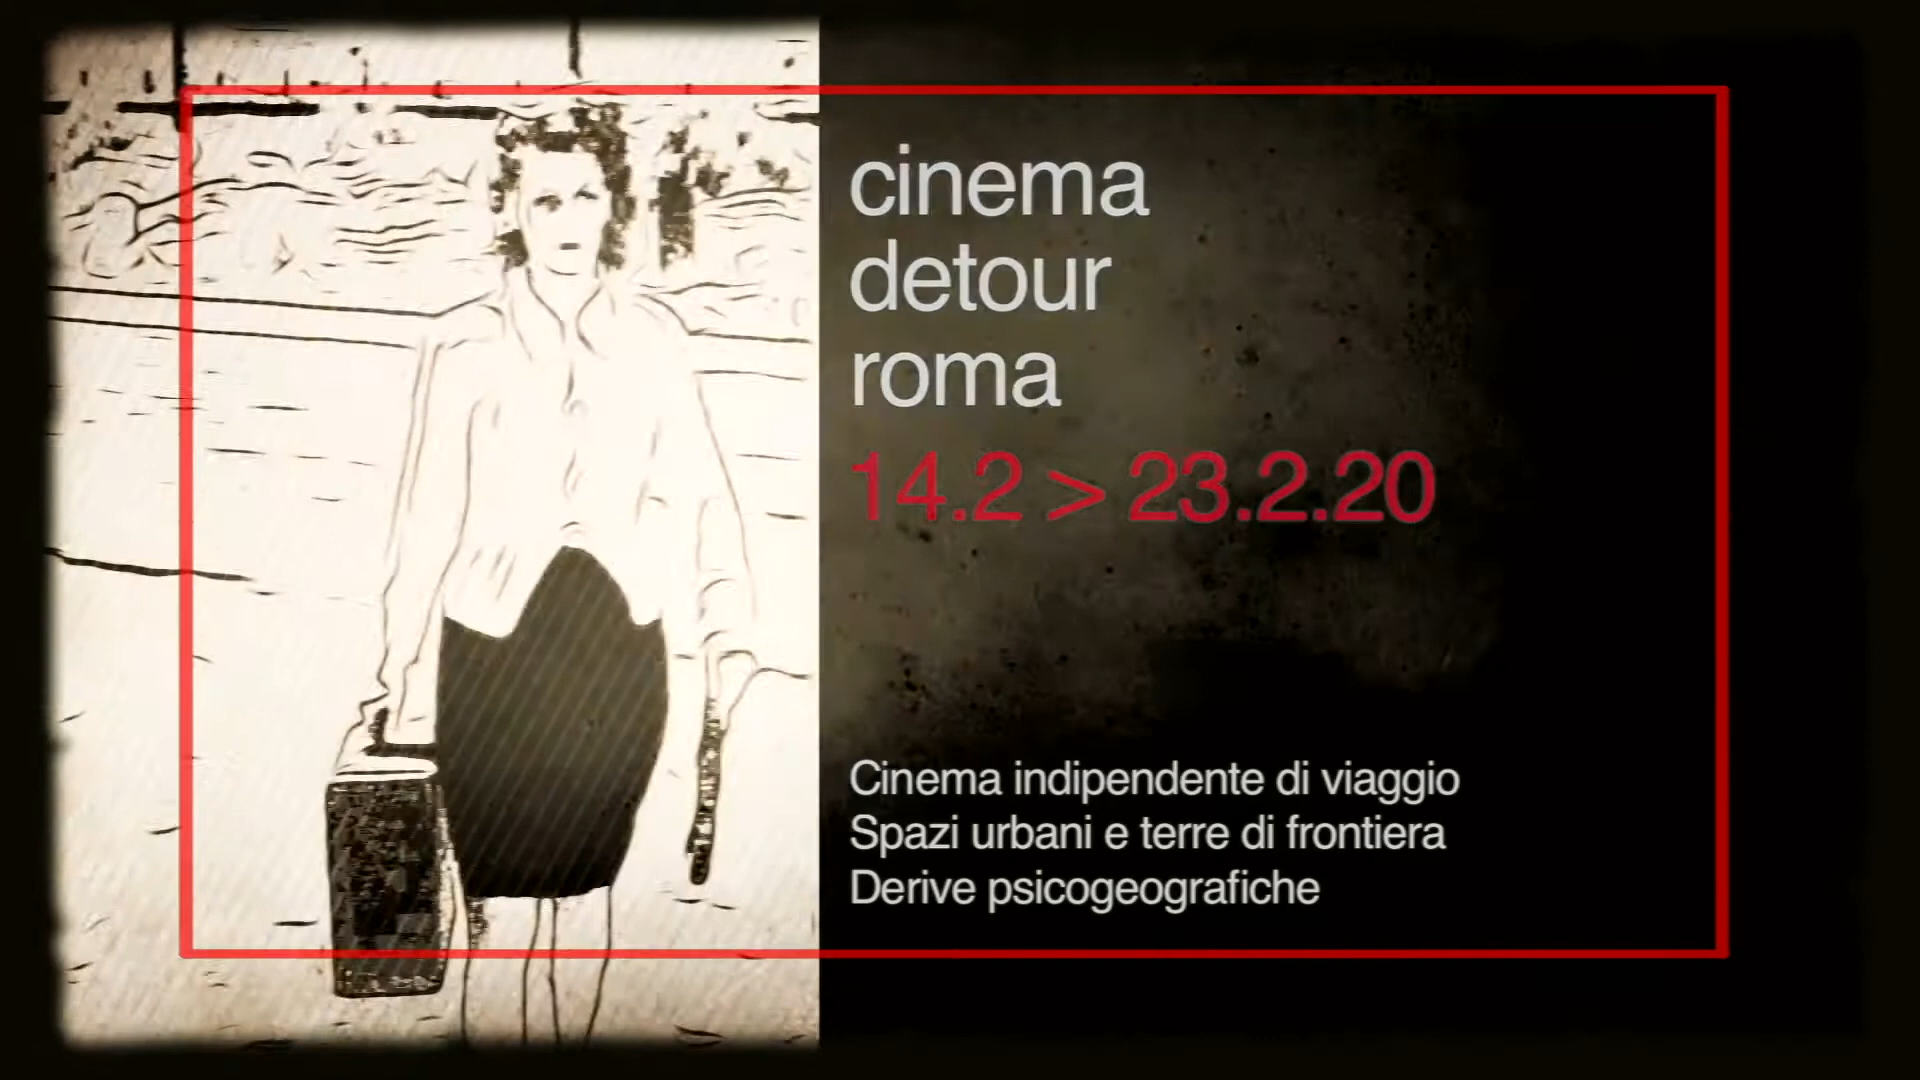 cinema
detour
roma
14.2 > 23.2.20
Cinema indipendente di viaggio
Spazi urbani e terre di frontiera
Derive psicogeografiche